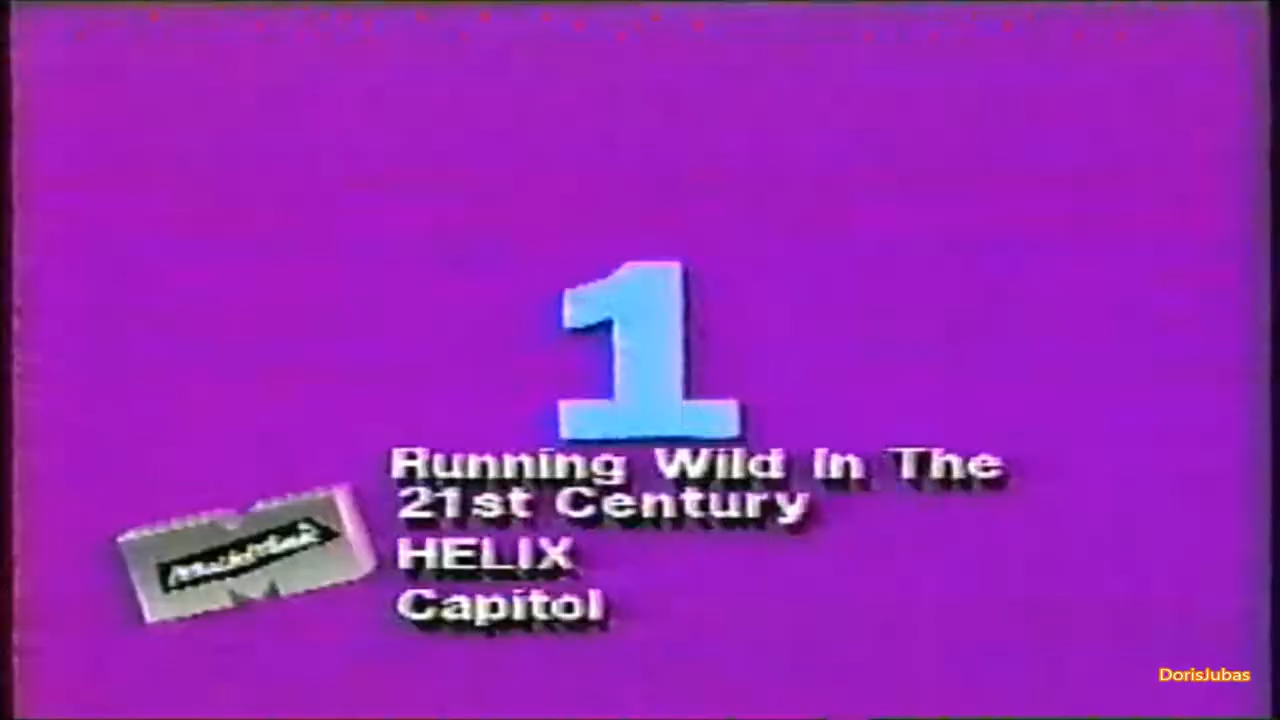 1
Running Wild In The
21st Century
HELIX
Capitol
DorisJubas